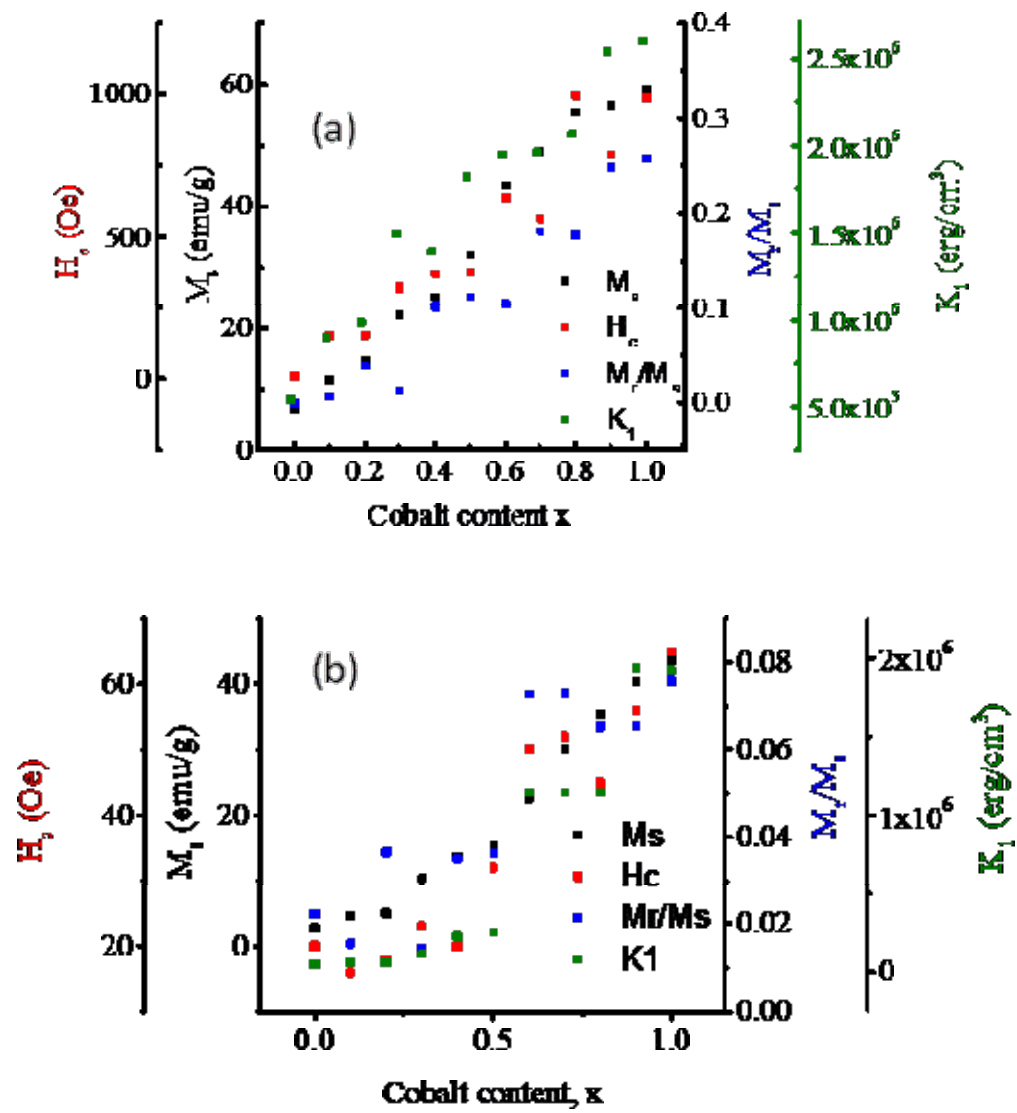 (a)
H_c (Oe)
1000
500
0
M_s (emu/g)
60
40
20
0
0.4
0.3
0.2
0.1
0.0
M_r/M_s
2.5x10^6
2.0x10^6
1.5x10^6
1.0x10^6
5.0x10^5
K_1 (erg/cm^3)
M_s
H_c
M_r/M_s
K_1
0.0 0.2 0.4 0.6 0.8 1.0
Cobalt content x
(b)
H_c (Oe)
60
40
20
M_s (emu/g)
40
20
0
0.08
0.06
0.04
0.02
0.00
M_r/M_s
2x10^6
1x10^6
0
K_1 (erg/cm^3)
Ms
Hc
Mr/Ms
K1
0.0 0.5 1.0
Cobalt content, x